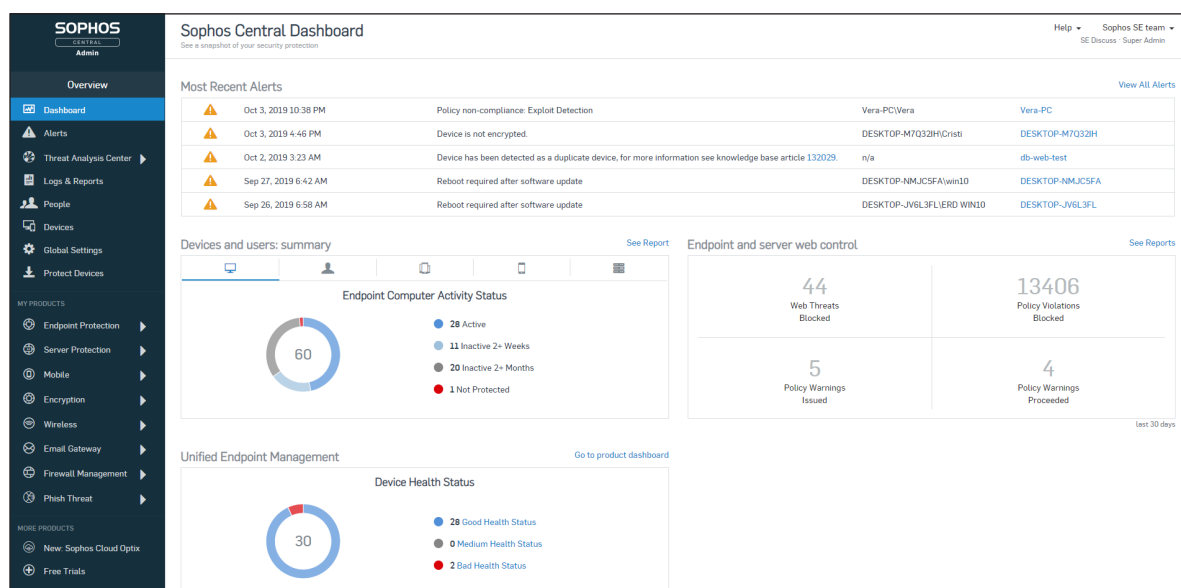 SOPHOS
CENTRAL
Admin
Overview
Dashboard
Alerts
Threat Analysis Center
Logs & Reports
People
Devices
Global Settings
Protect Devices
MY PRODUCTS
Endpoint Protection
Server Protection
Mobile
Encryption
Wireless
Email Gateway
Firewall Management
Phish Threat
MORE PRODUCTS
New: Sophos Cloud Optix
Free Trials
Sophos Central Dashboard
See a snapshot of your security protection
Help Sophos SE team
SE Discuss · Super Admin
Most Recent Alerts View All Alerts
Oct 3, 2019 10:38 PM Policy non-compliance: Exploit Detection Vera-PC\Vera Vera-PC
Oct 3, 2019 4:46 PM Device is not encrypted. DESKTOP-M7Q32IH\Cristi DESKTOP-M7Q32IH
Oct 2, 2019 3:23 AM Device has been detected as a duplicate device, for more information see knowledge base article 132029. n/a db-web-test
Sep 27, 2019 6:42 AM Reboot required after software update DESKTOP-NMJC5FA\win10 DESKTOP-NMJC5FA
Sep 26, 2019 6:58 AM Reboot required after software update DESKTOP-JV6L3FL\ERD WIN10 DESKTOP-JV6L3FL
Devices and users: summary See Report
Endpoint Computer Activity Status
60
28 Active
11 Inactive 2+ Weeks
20 Inactive 2+ Months
1 Not Protected
Endpoint and server web control See Reports
44
Web Threats
Blocked
13406
Policy Violations
Blocked
5
Policy Warnings
Issued
4
Policy Warnings
Proceeded
last 30 days
Unified Endpoint Management Go to product dashboard
Device Health Status
30
28 Good Health Status
0 Medium Health Status
2 Bad Health Status